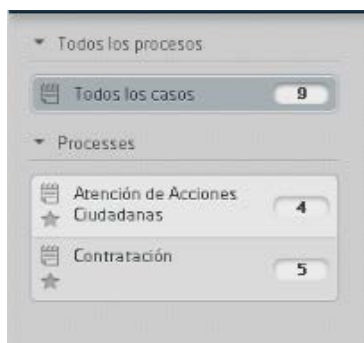 Todos los procesos
Todos los casos 9
Processes
Atención de Acciones
Ciudadanas 4
Contratación 5